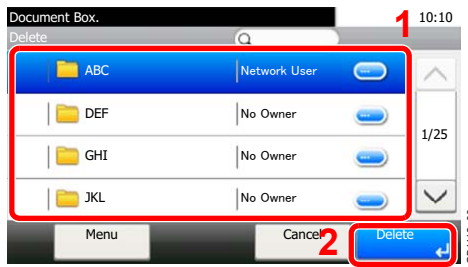 Document Box.
1
10:10
Delete
ABC
Network User
DEF
No Owner
1/25
GHI
No Owner
JKL
No Owner
Menu
Cancel
2
Delete